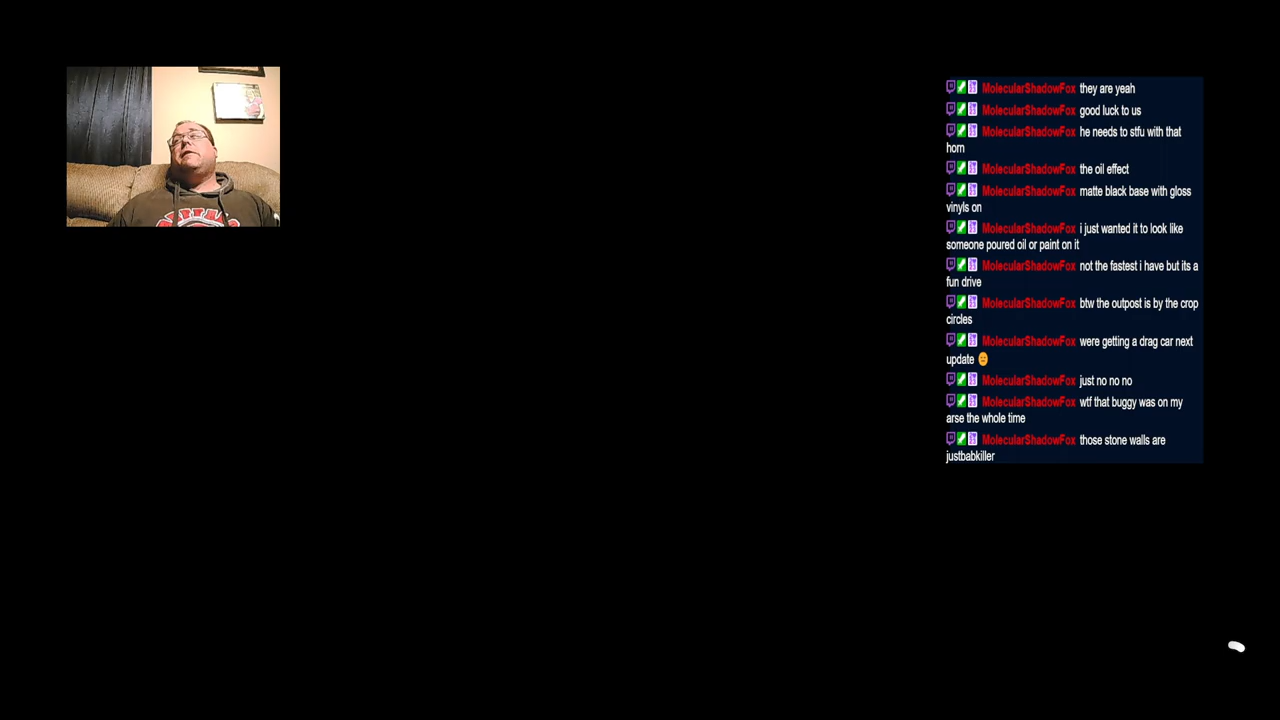 MolecularShadowFox they are yeah
MolecularShadowFox good luck to us
MolecularShadowFox he needs to stfu with that
horn
MolecularShadowFox the oil effect
MolecularShadowFox matte black base with gloss
vinyls on
MolecularShadowFox i just wanted it to look like
someone poured oil or paint on it
MolecularShadowFox not the fastest i have but its a
fun drive
MolecularShadowFox btw the outpost is by the crop
circles
MolecularShadowFox were getting a drag car next
update
MolecularShadowFox just no no no
MolecularShadowFox wtf that buggy was on my
arse the whole time
MolecularShadowFox those stone walls are
justbabkiller